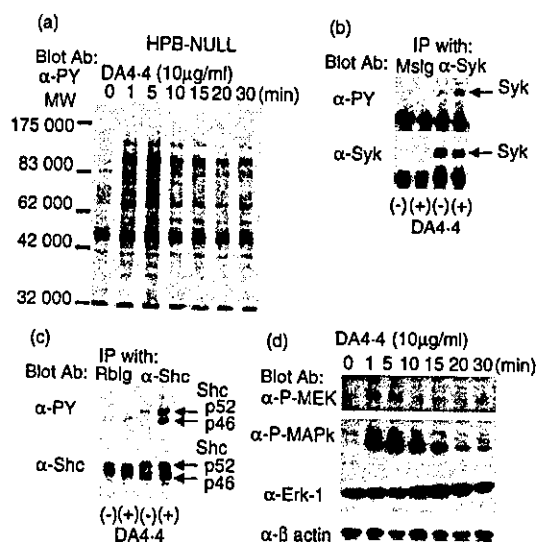 (a)
HPB-NULL
Blot Ab:
α-PY DA4·4 (10μg/ml)
MW 0 1 5 10 15 20 30 (min)
175 000
83 000
62 000
42 000
32 000
(b)
IP with:
Blot Ab: MsIg α-Syk
α-PY Syk
α-Syk Syk
(-) (+) (-) (+)
DA4·4
(c)
IP with:
Blot Ab: RbIg α-Shc
Shc
α-PY p52
p46
Shc
α-Shc p52
p46
(-)(+)(-)(+)
DA4·4
(d)
DA4·4 (10μg/ml)
0 1 5 10 15 20 30 (min)
Blot Ab:
α-P-MEK
α-P-MAPk
α-Erk-1
α-β actin